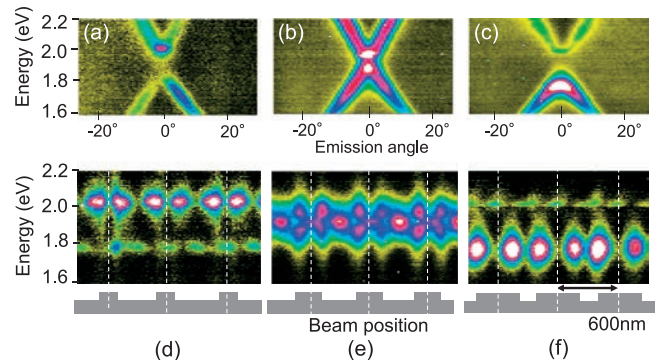 (a) (b) (c)
Energy (eV)
2.2
2.0
1.8
1.6
-20° 0° 20° -20° 0° 20° -20° 0° 20°
Emission angle
Energy (eV)
2.2
2.0
1.8
1.6
Beam position
600nm
(d) (e) (f)